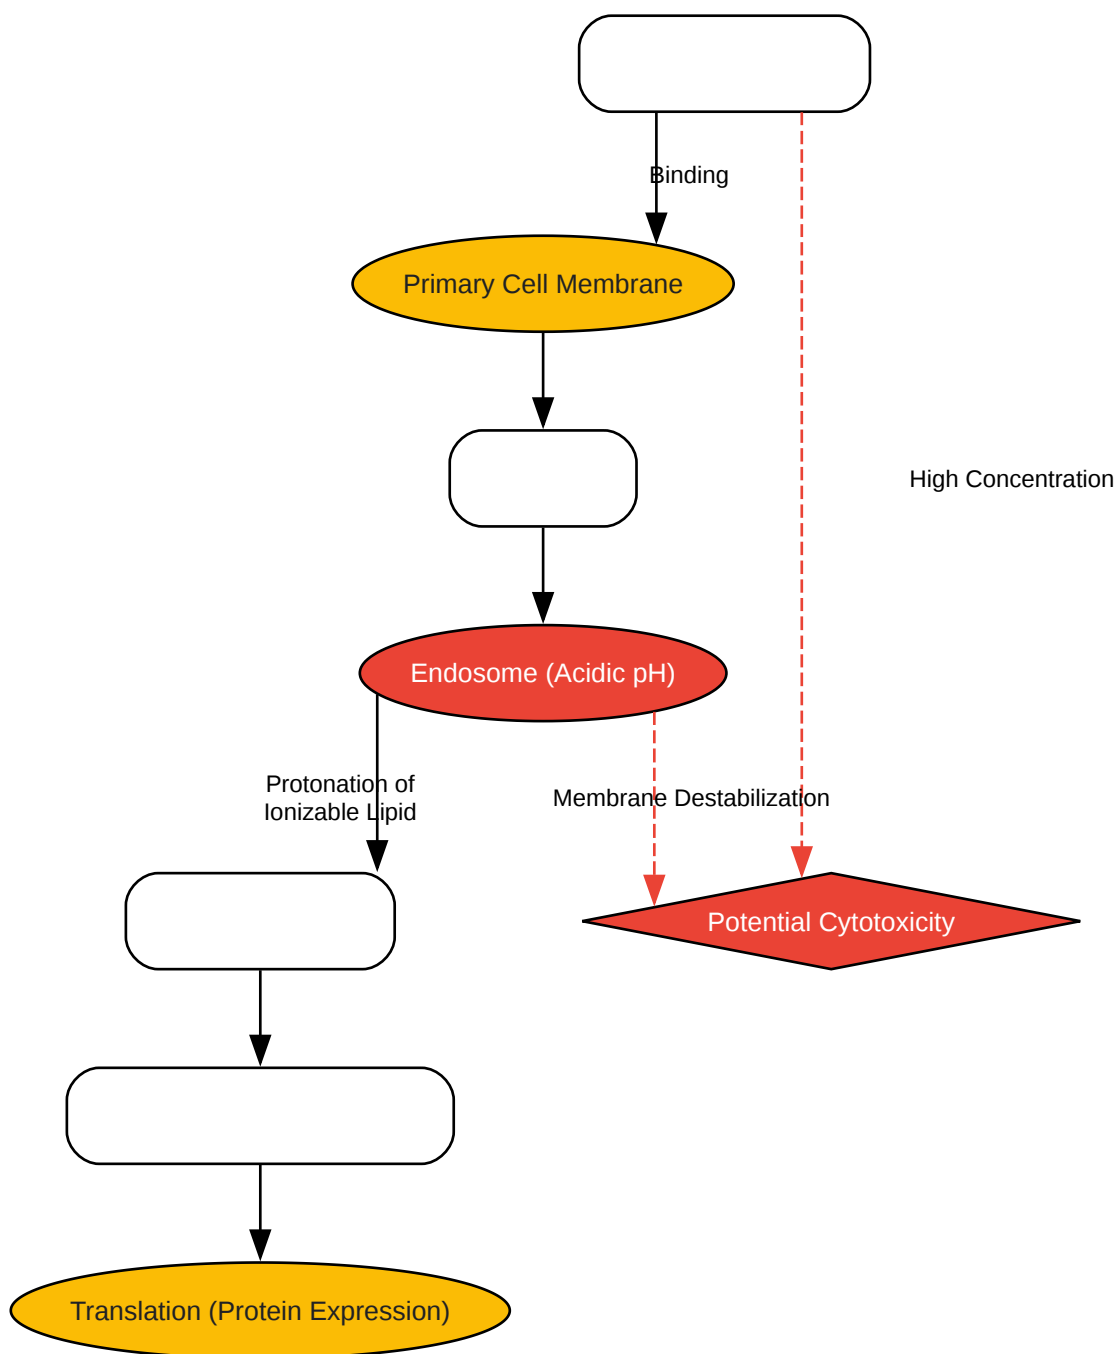 Binding
Primary Cell Membrane
High Concentration
Endosome (Acidic pH)
Protonation of
Ionizable Lipid
Membrane Destabilization
Potential Cytotoxicity
Translation (Protein Expression)